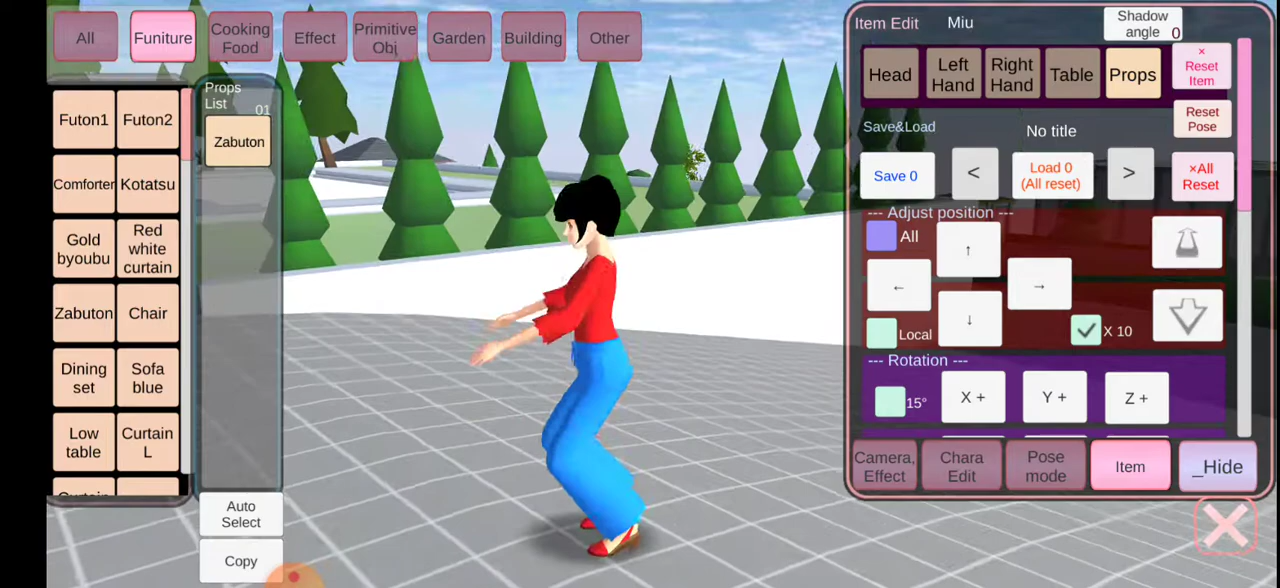 All
Funiture
Cooking
Food
Effect
Primitive
Obj
Garden
Building
Other
Futon1
Futon2
Comforter
Kotatsu
Gold
byoubu
Red
white
curtain
Zabuton
Chair
Dining
set
Sofa
blue
Low
table
Curtain
L
Props
List
01
Zabuton
Auto
Select
Copy
Item Edit
Miu
Shadow
angle 0
Head
Left
Hand
Right
Hand
Table
Props
×
Reset
Item
Save&Load
No title
Reset
Pose
Save 0
<
Load 0
(All reset)
>
×All
Reset
--- Adjust position ---
All
↑
←
→
↓
Local
X 10
--- Rotation ---
15°
X +
Y +
Z +
Camera,
Effect
Chara
Edit
Pose
mode
Item
_Hide